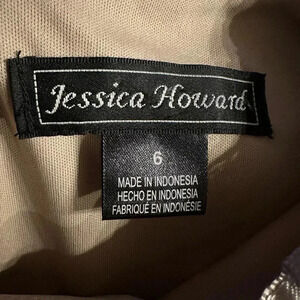 Jessica Howard
6
MADE IN INDONESIA
HECHO EN INDONESIA
FABRIQUÉ EN INDONÉSIE